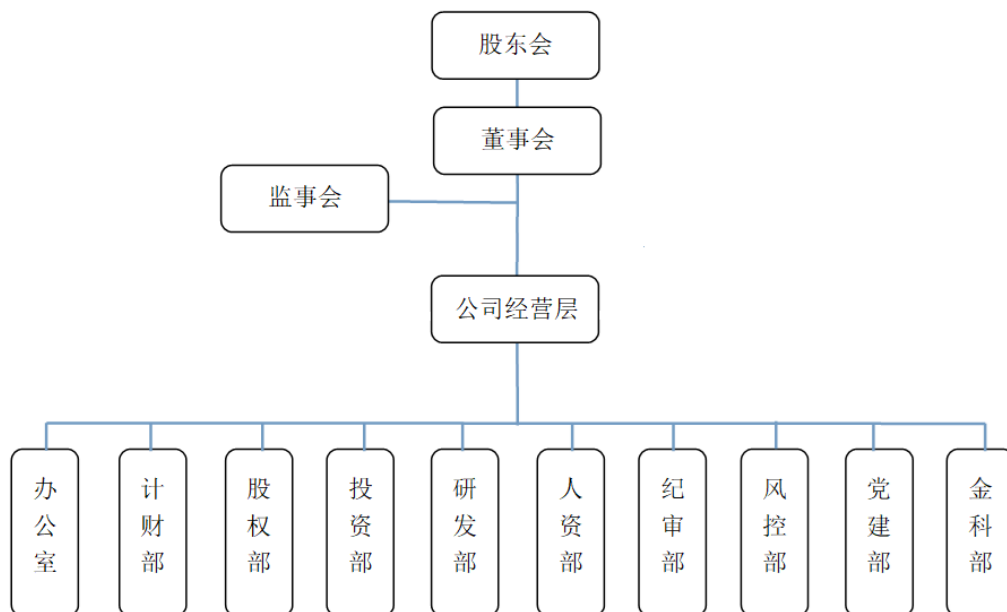 股东会
董事会
监事会
公司经营层
办公室
计财部
股权部
投资部
研发部
人资部
纪审部
风控部
党建部
金科部